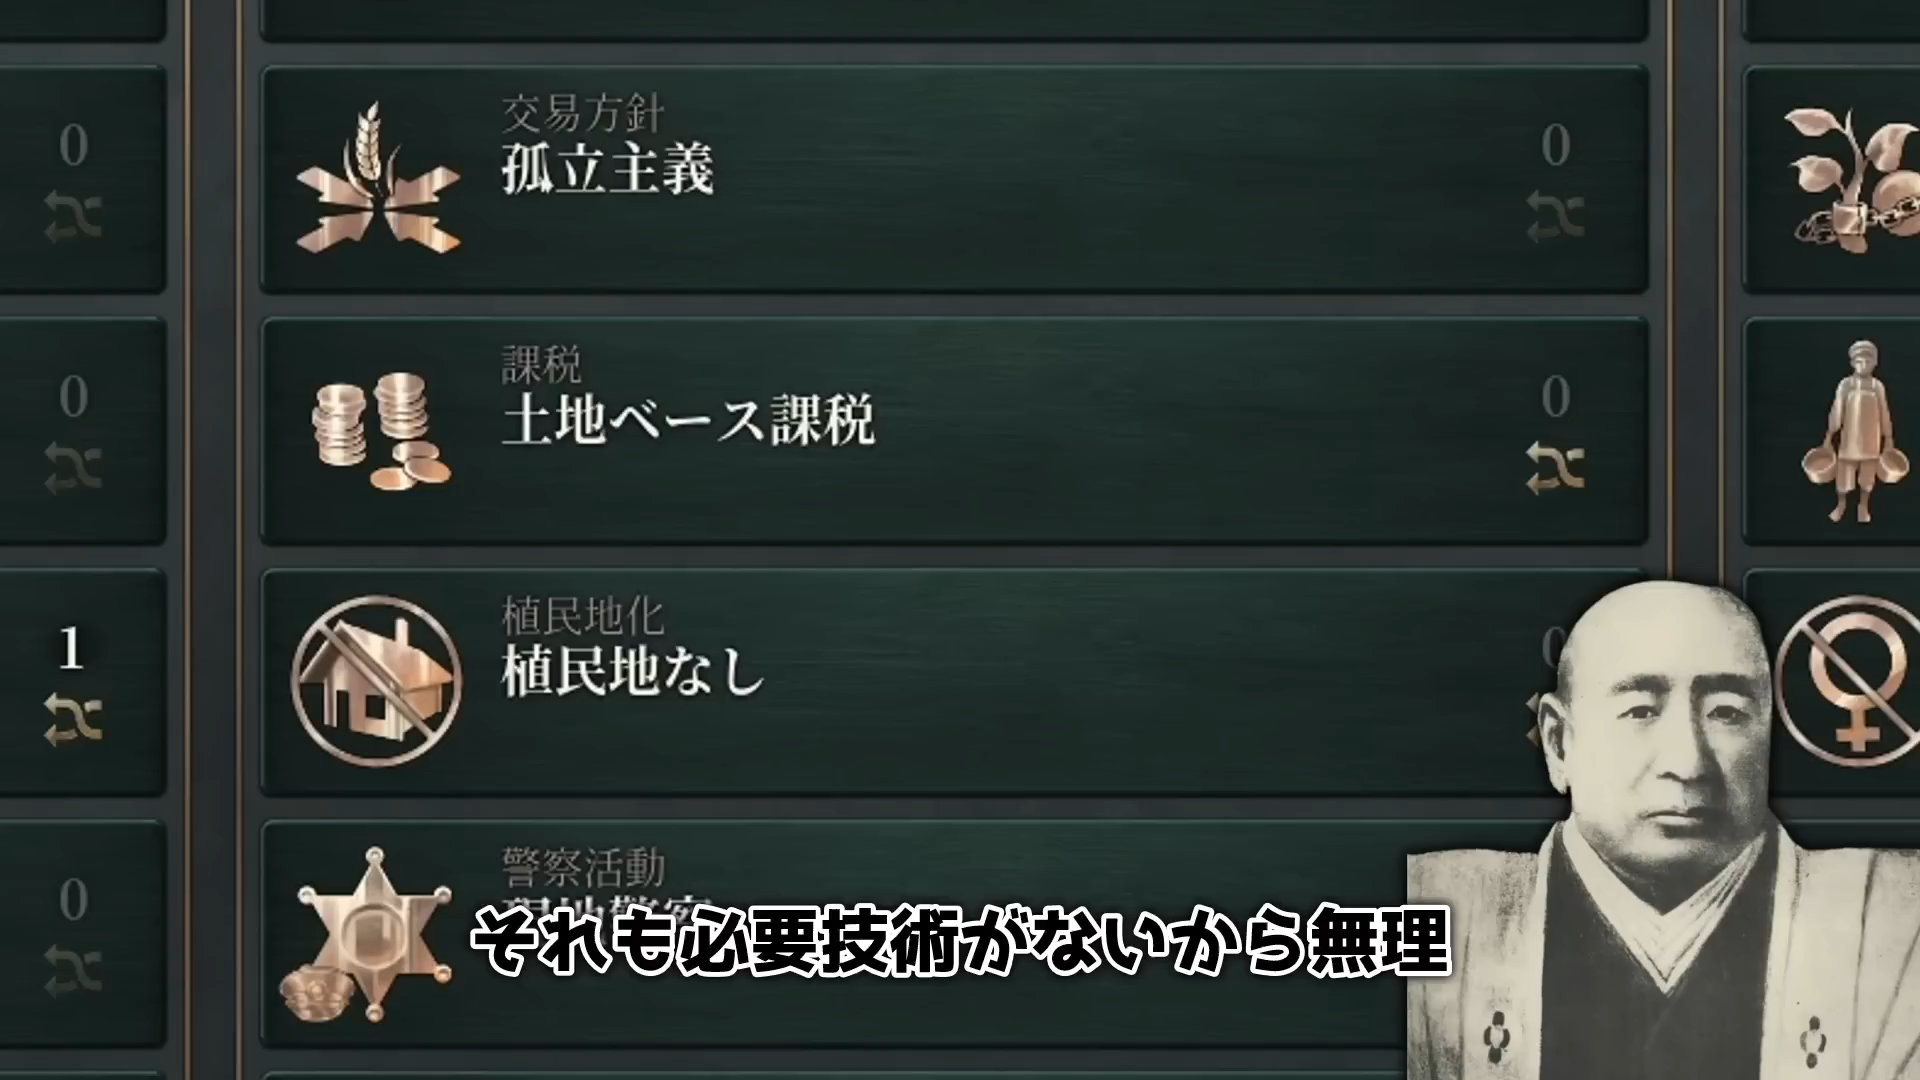 0
交易方針
孤立主義
0
0
課税
土地ベース課税
0
1
植民地化
植民地なし
0
警察活動
それも必要技術がないから無理